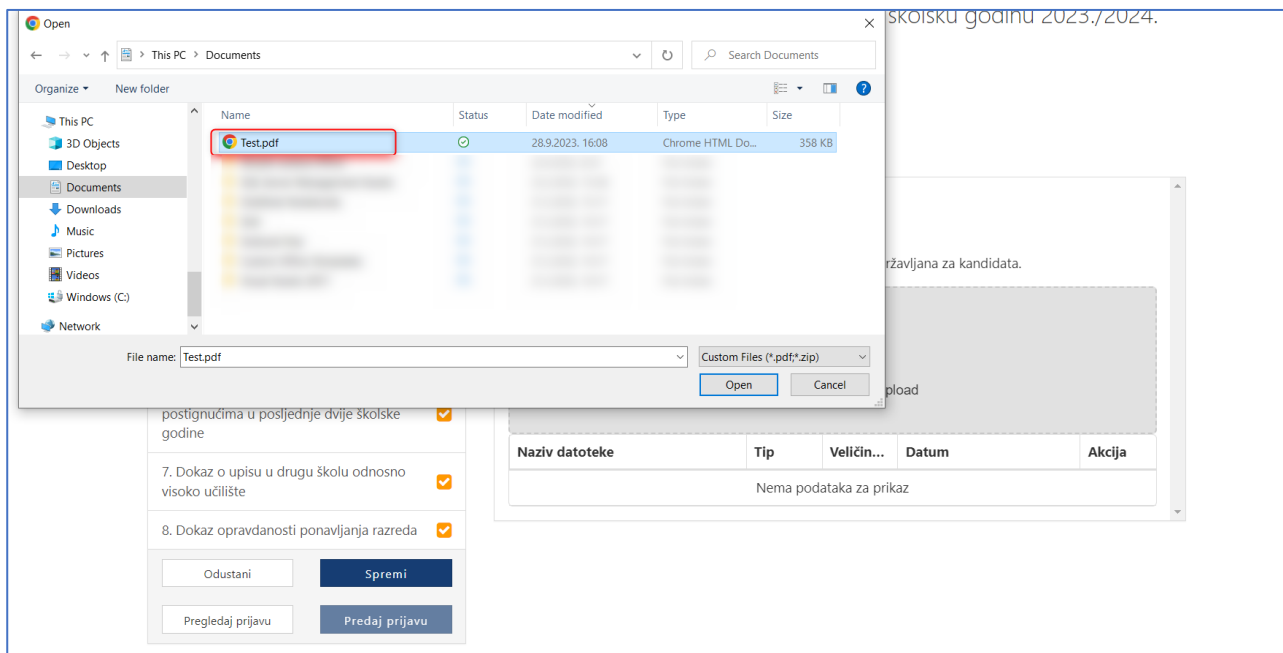 Open
školsku godinu 2023./2024.
This PC > Documents
Search Documents
Organize
New folder
This PC
3D Objects
Desktop
Documents
Downloads
Music
Pictures
Videos
Windows (C:)
Network
Name Status Date modified Type Size
Test.pdf 28.9.2023. 16:08 Chrome HTML Do... 358 KB
File name: Test.pdf Custom Files (*.pdf;*.zip)
Open Cancel
ržavljana za kandidata.
pload
postignućima u posljednje dvije školske
godine
7. Dokaz o upisu u drugu školu odnosno
visoko učilište
8. Dokaz opravdanosti ponavljanja razreda
Odustani Spremi
Pregledaj prijavu Predaj prijavu
Naziv datoteke Tip Veličin... Datum Akcija
Nema podataka za prikaz